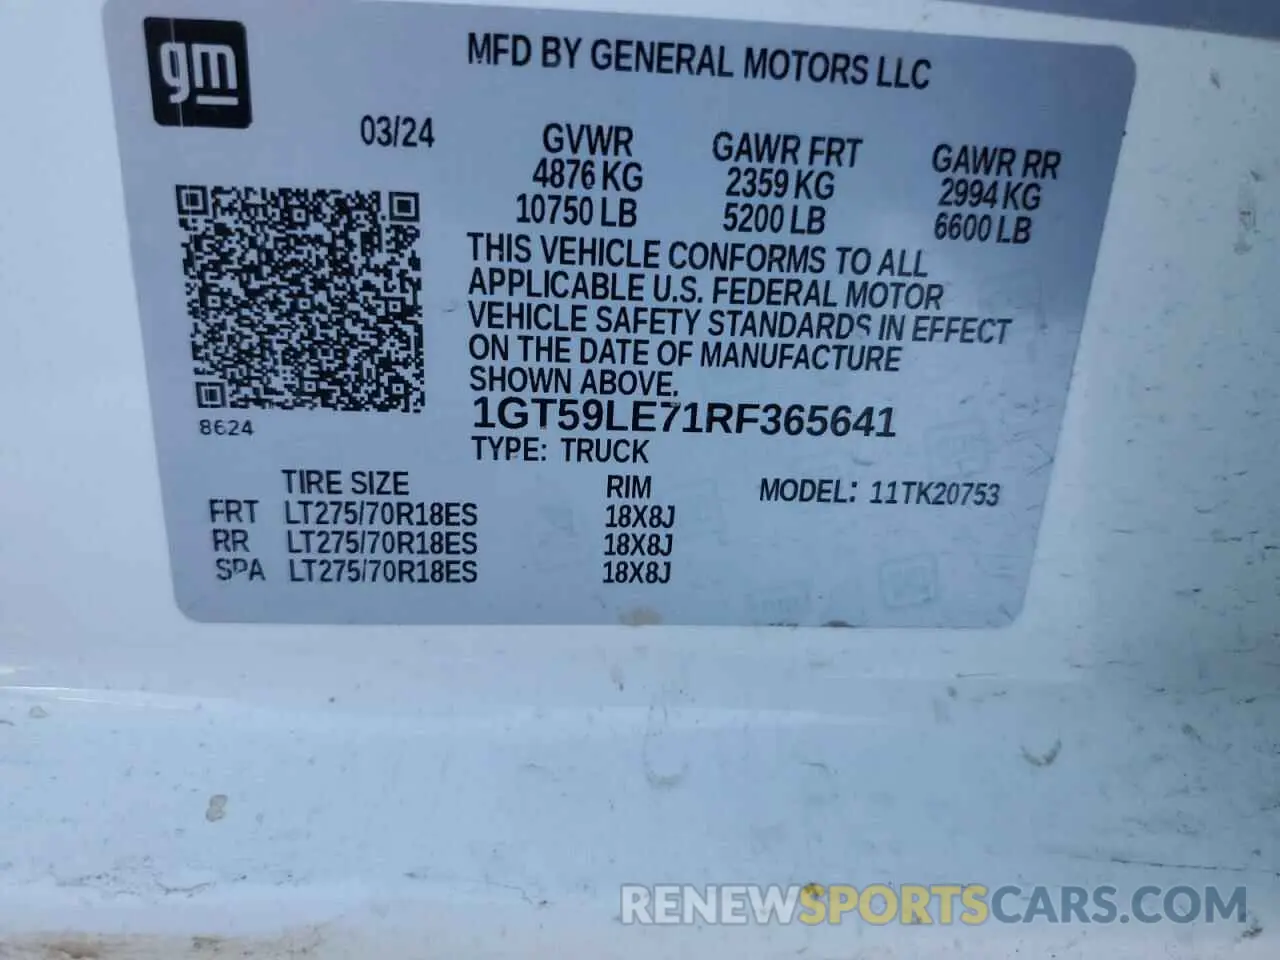 gm
MFD BY GENERAL MOTORS LLC
03/24
GVWR GAWR FRT GAWR RR
4876 KG 2359 KG 2994 KG
10750 LB 5200 LB 6600 LB
THIS VEHICLE CONFORMS TO ALL
APPLICABLE U.S. FEDERAL MOTOR
VEHICLE SAFETY STANDARDS IN EFFECT
ON THE DATE OF MANUFACTURE
SHOWN ABOVE.
1GT59LE71RF365641
8624
TYPE: TRUCK
TIRE SIZE RIM MODEL: 11TK20753
FRT LT275/70R18ES 18X8J
RR LT275/70R18ES 18X8J
SPA LT275/70R18ES 18X8J
RENEWSPORTSCARS.COM